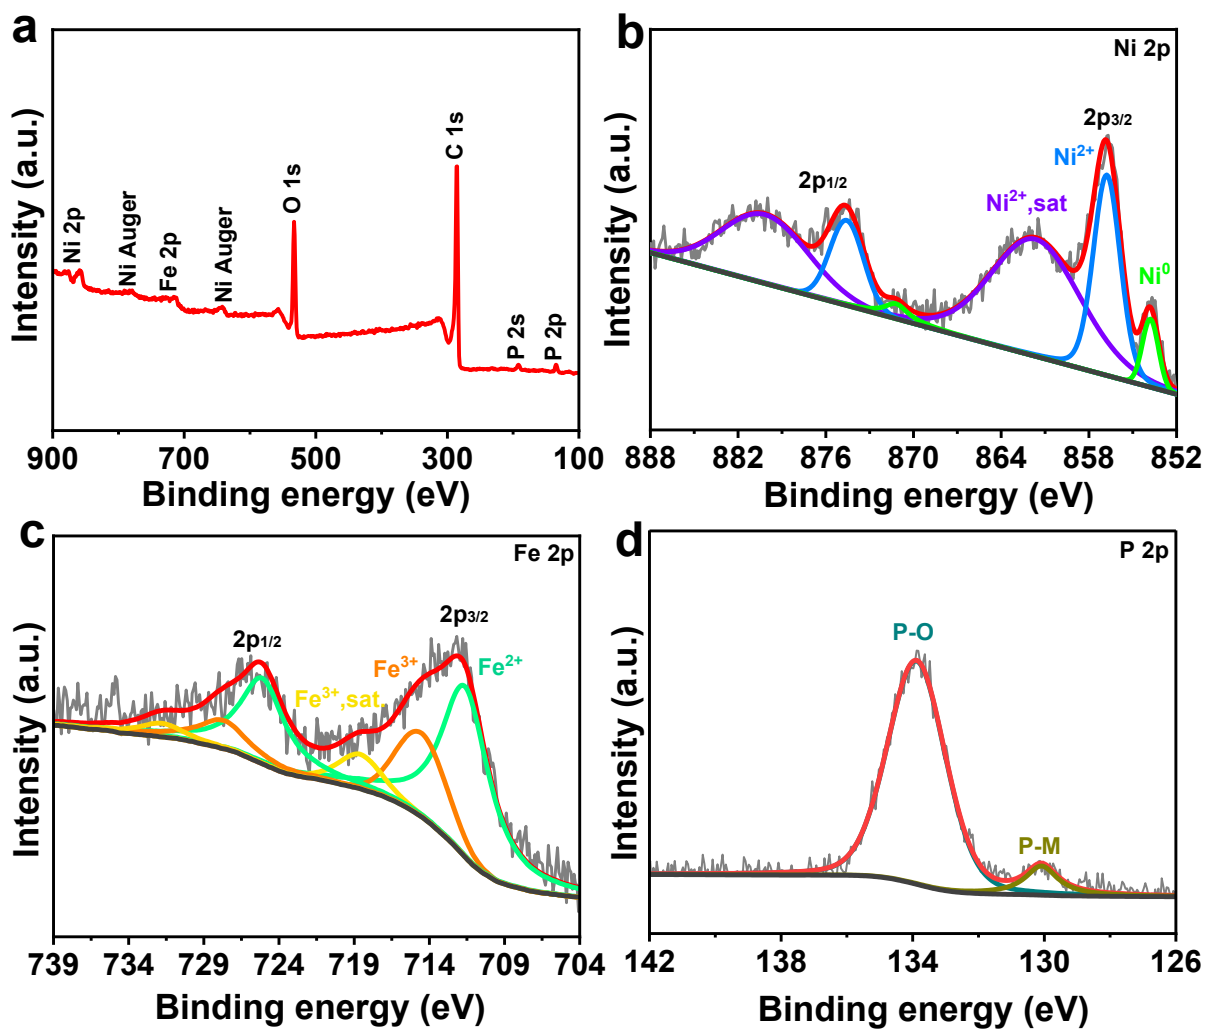 a
Intensity (a.u.)
Ni 2p
Ni Auger
Fe 2p
Ni Auger
O 1s
C 1s
P 2s
P 2p
900 700 500 300 100
Binding energy (eV)
b
Ni 2p
Intensity (a.u.)
2p1/2
Ni2+,sat
Ni2+
2p3/2
Ni0
888 882 876 870 864 858 852
Binding energy (eV)
c
Fe 2p
Intensity (a.u.)
2p1/2
Fe3+,sat.
Fe3+
2p3/2
Fe2+
739 734 729 724 719 714 709 704
Binding energy (eV)
d
P 2p
Intensity (a.u.)
P-O
P-M
142 138 134 130 126
Binding energy (eV)